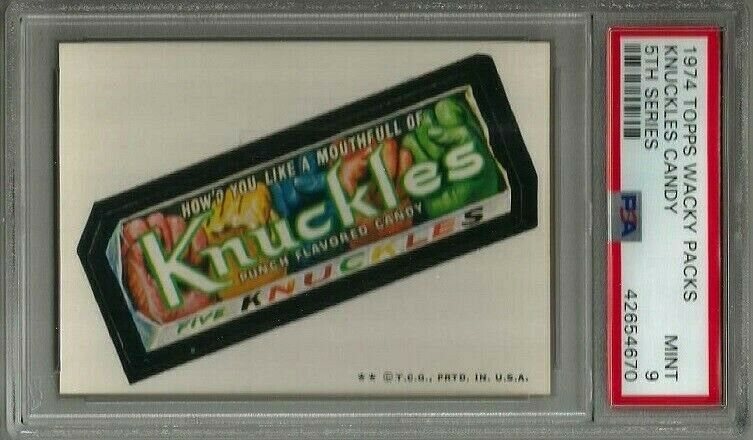 HOW'D YOU LIKE A MOUTHFULL OF
Knuckles
PUNCH FLAVORED CANDY
FIVE KNUCKLES
★★ ©T.C.G., PRTD. IN. U.S.A.
1974 TOPPS WACKY PACKS
KNUCKLES CANDY
5TH SERIES
MINT
9
PSA
42654670